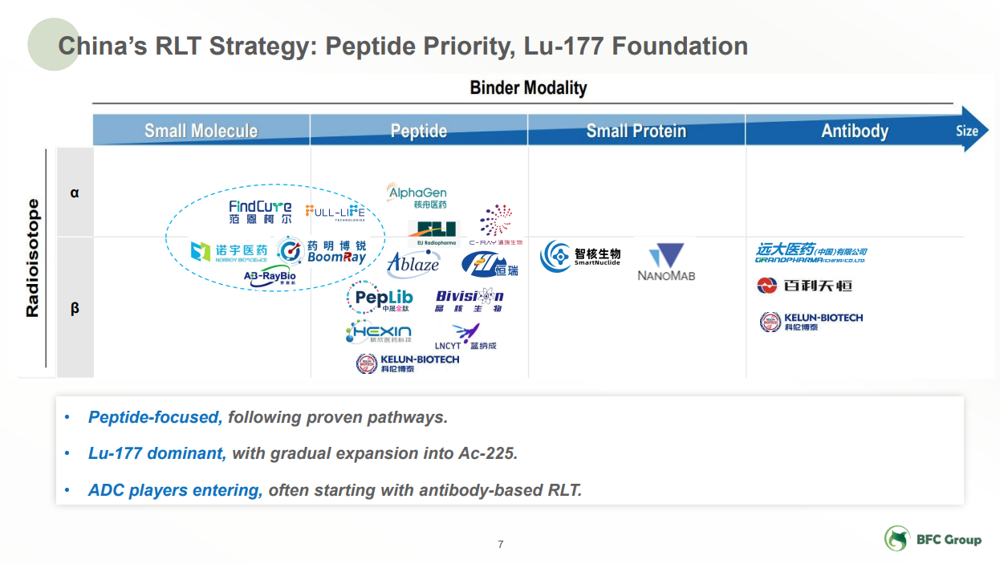 China's RLT Strategy: Peptide Priority, Lu-177 Foundation
Binder Modality
Small Molecule
Peptide
Small Protein
Antibody
Size
Radioisotope
α
FindCure
范恩柯尔
FULL-LIFE
TECHNOLOGIES
AlphaGen
核舟医药
ELI
ELI Radiopharma
C-RAY 通瑞生物
诺宇医药
NORROY BIOSCIENCE
药明博锐
BoomRay
AB-RayBio
Ablaze
恒瑞
智核生物
SmartNuclide
NANOMAB
远大医药(中国)有限公司
GRANDPHARMA(CHINA)CO.,LTD.
β
PepLib
中晟全肽
Bivision
晶核生物
百利天恒
HEXIN
核欣医药科技
LNCYT 蓝纳成
KELUN-BIOTECH
科伦博泰
KELUN-BIOTECH
科伦博泰
• Peptide-focused, following proven pathways.
• Lu-177 dominant, with gradual expansion into Ac-225.
• ADC players entering, often starting with antibody-based RLT.
7
BFC Group